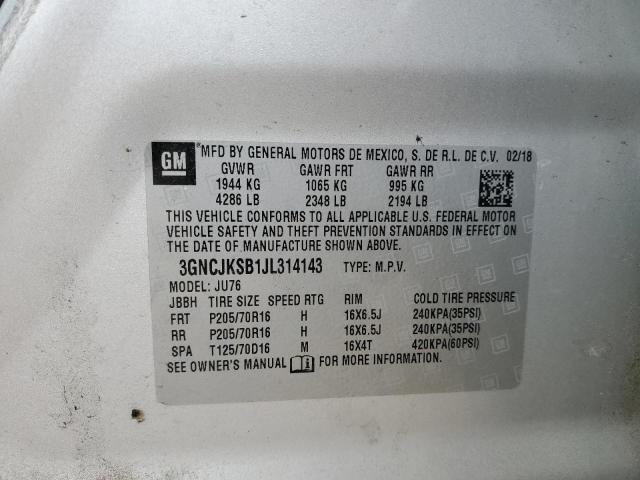 GM ® MFD BY GENERAL MOTORS DE MEXICO, S. DE R.L. DE C.V. 02/18
GVWR GAWR FRT GAWR RR
1944 KG 1065 KG 995 KG
4286 LB 2348 LB 2194 LB
THIS VEHICLE CONFORMS TO ALL APPLICABLE U.S. FEDERAL MOTOR
VEHICLE SAFETY AND THEFT PREVENTION STANDARDS IN EFFECT ON
THE DATE OF MANUFACTURE SHOWN ABOVE.
3GNCJKSB1JL314143 TYPE: M.P.V.
MODEL: JU76
JBBH TIRE SIZE SPEED RTG RIM COLD TIRE PRESSURE
FRT P205/70R16 H 16X6.5J 240KPA(35PSI)
RR P205/70R16 H 16X6.5J 240KPA(35PSI)
SPA T125/70D16 M 16X4T 420KPA(60PSI)
SEE OWNER'S MANUAL FOR MORE INFORMATION.